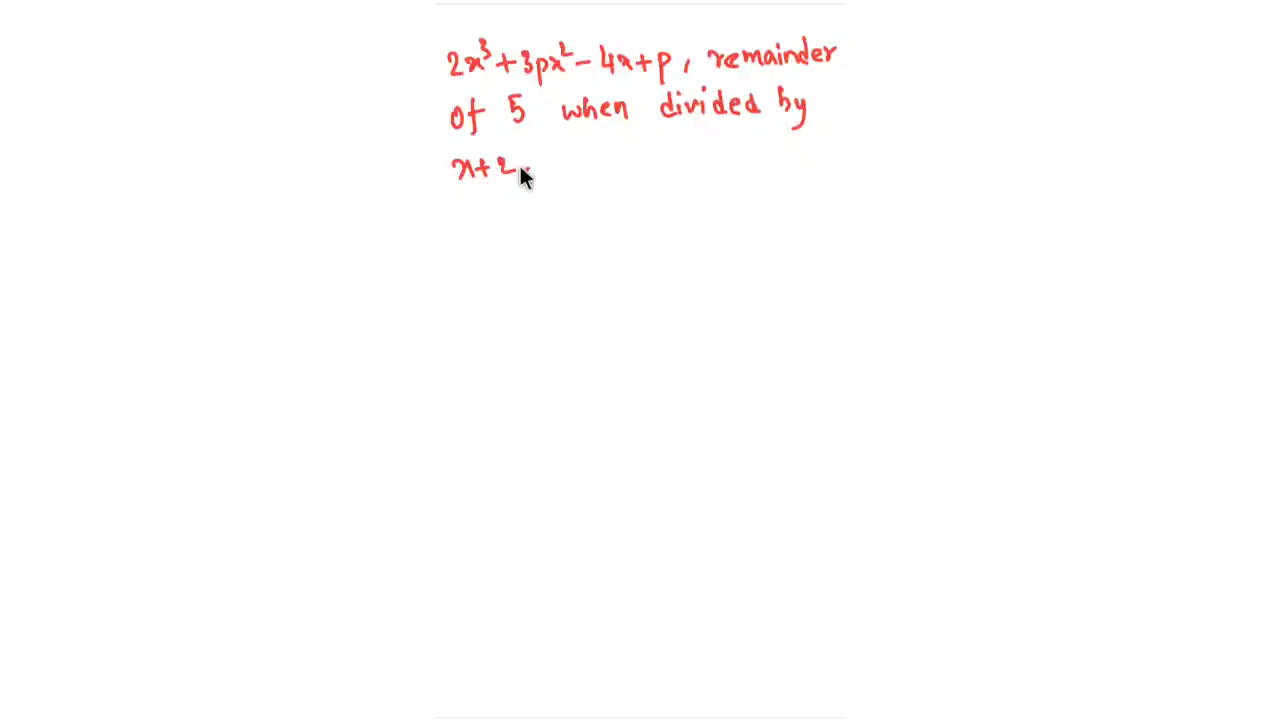 2x³+3px²-4x+p, remainder
of 5 when divided by
x+2.